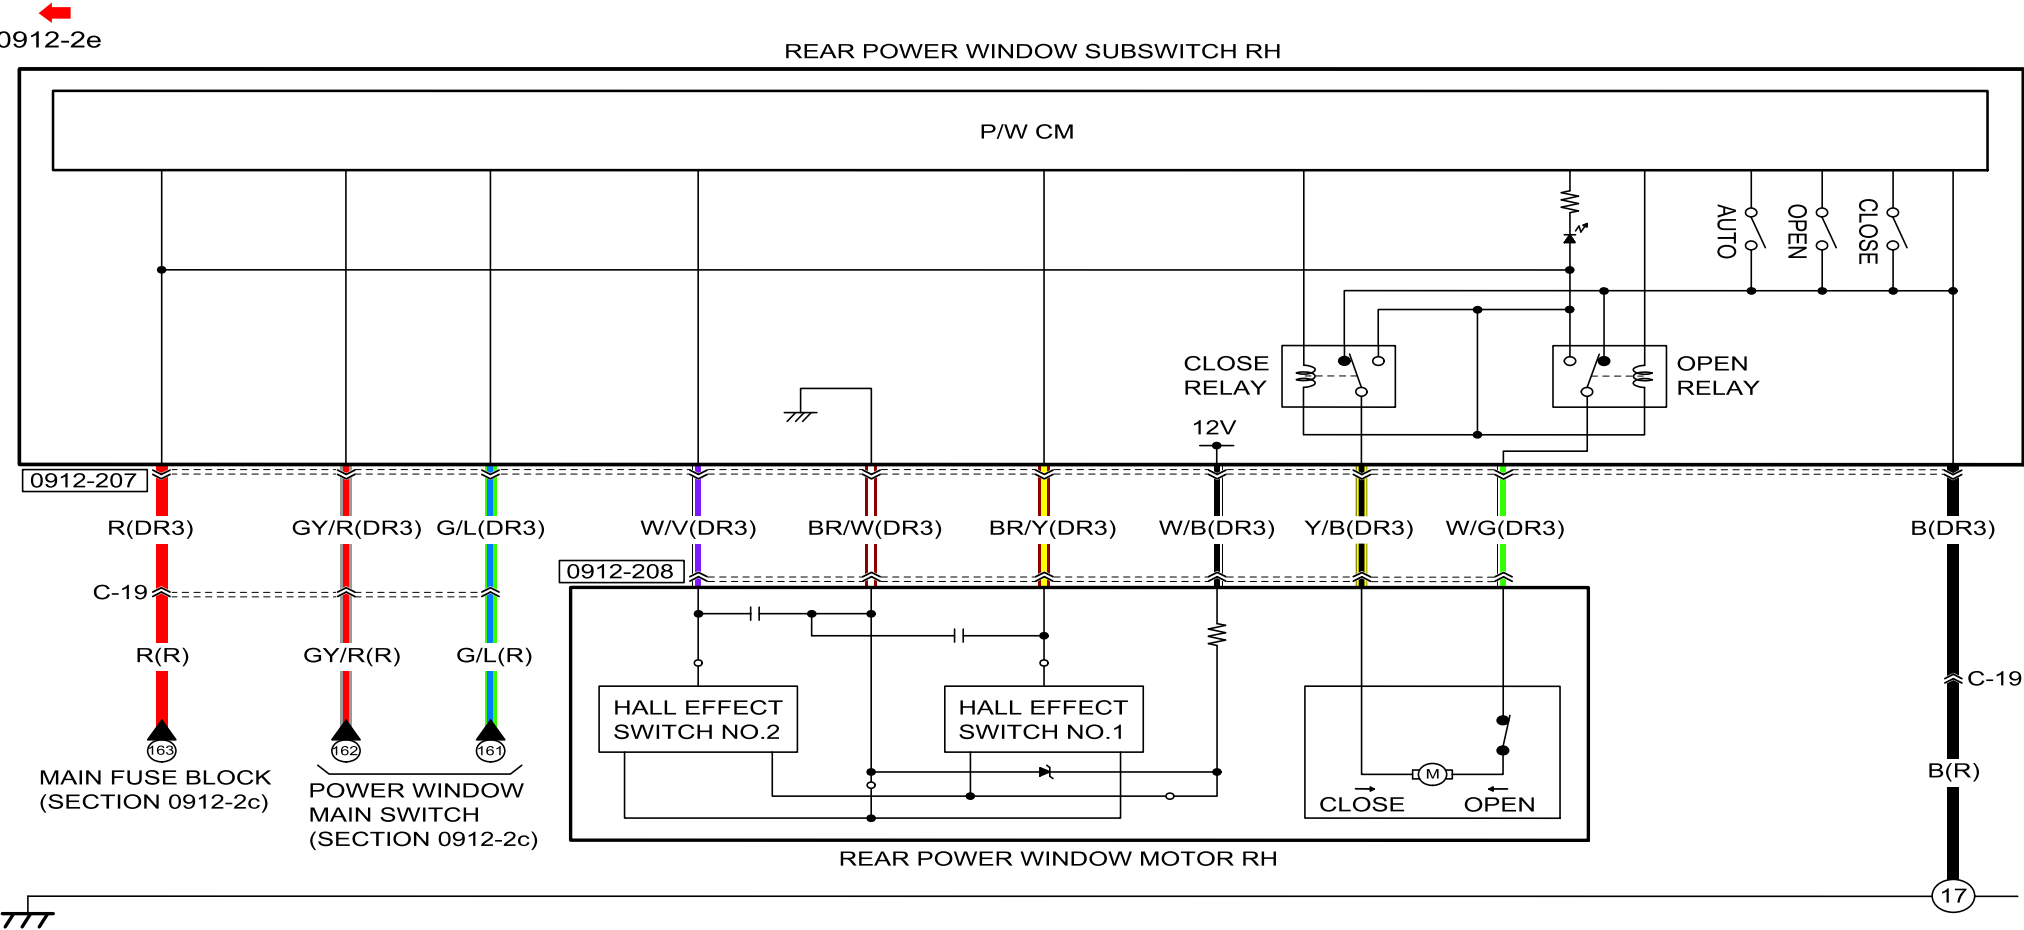 0912-2e
REAR POWER WINDOW SUBSWITCH RH
P/W CM
AUTO
OPEN
CLOSE
CLOSE
RELAY
OPEN
RELAY
12V
0912-207
R(DR3)
GY/R(DR3)
G/L(DR3)
W/V(DR3)
BR/W(DR3)
BR/Y(DR3)
W/B(DR3)
Y/B(DR3)
W/G(DR3)
B(DR3)
0912-208
C-19
R(R)
GY/R(R)
G/L(R)
C-19
HALL EFFECT
SWITCH NO.2
HALL EFFECT
SWITCH NO.1
163
162
161
M
MAIN FUSE BLOCK
(SECTION 0912-2c)
POWER WINDOW
MAIN SWITCH
(SECTION 0912-2c)
CLOSE
OPEN
B(R)
REAR POWER WINDOW MOTOR RH
17